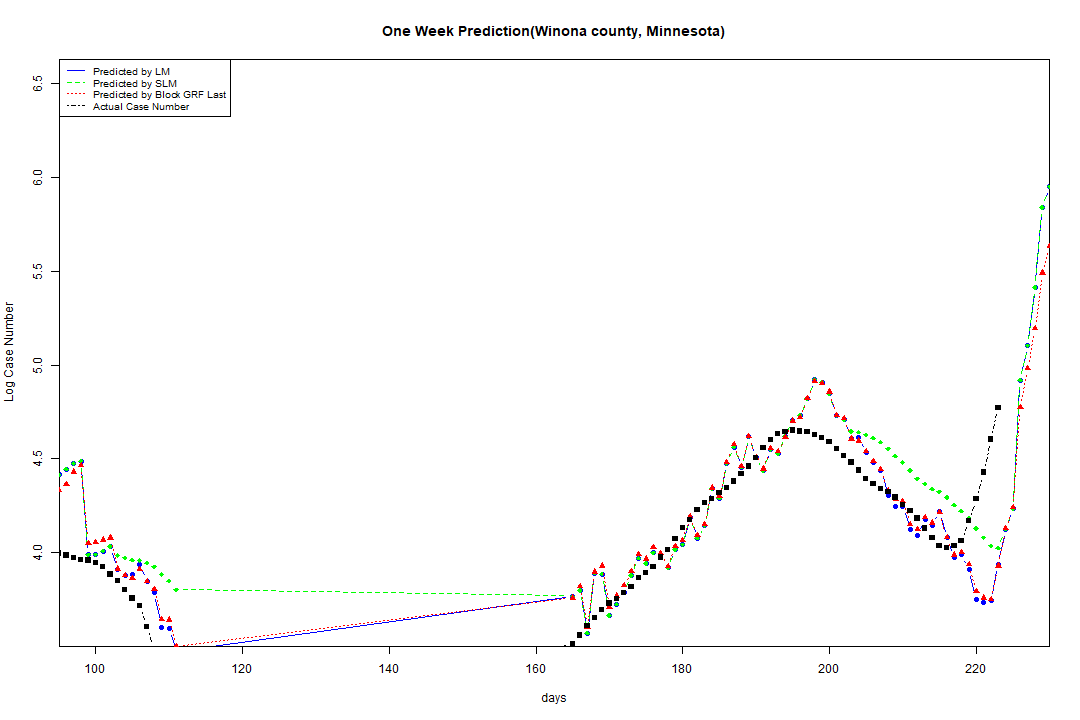 One Week Prediction(Winona county, Minnesota)
Predicted by LM
Predicted by SLM
Predicted by Block GRF Last
Actual Case Number
Log Case Number
6.5
6.0
5.5
5.0
4.5
4.0
100 120 140 160 180 200 220
days